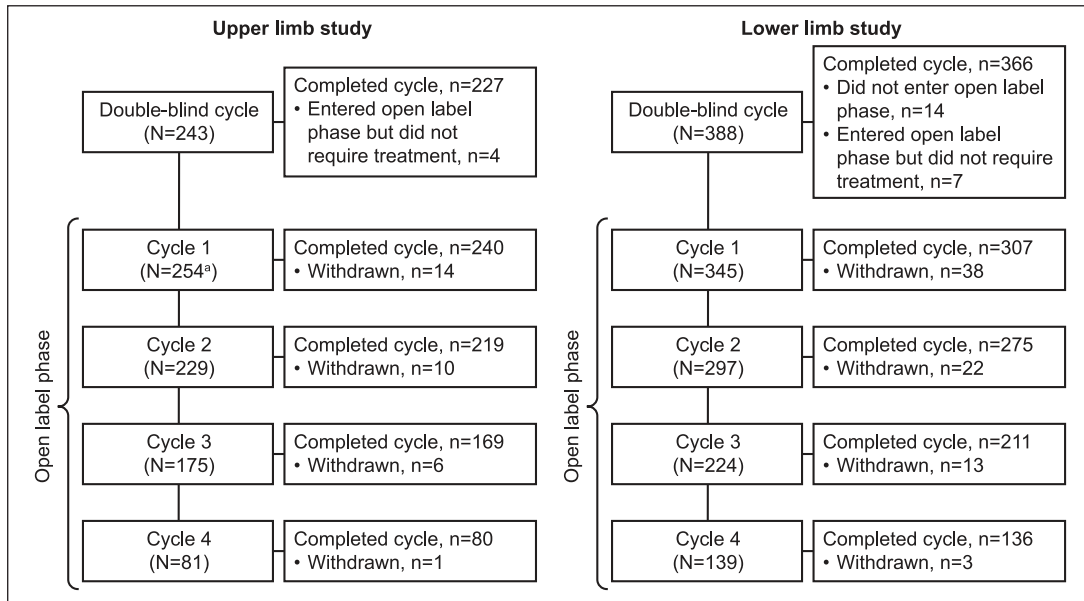 Upper limb study
Double-blind cycle
(N=243)
Completed cycle, n=227
• Entered open label
phase but did not
require treatment, n=4
Open label phase
Cycle 1
(N=254ᵃ)
Completed cycle, n=240
• Withdrawn, n=14
Cycle 2
(N=229)
Completed cycle, n=219
• Withdrawn, n=10
Cycle 3
(N=175)
Completed cycle, n=169
• Withdrawn, n=6
Cycle 4
(N=81)
Completed cycle, n=80
• Withdrawn, n=1
Lower limb study
Double-blind cycle
(N=388)
Completed cycle, n=366
• Did not enter open label
phase, n=14
• Entered open label
phase but did not require
treatment, n=7
Open label phase
Cycle 1
(N=345)
Completed cycle, n=307
• Withdrawn, n=38
Cycle 2
(N=297)
Completed cycle, n=275
• Withdrawn, n=22
Cycle 3
(N=224)
Completed cycle, n=211
• Withdrawn, n=13
Cycle 4
(N=139)
Completed cycle, n=136
• Withdrawn, n=3